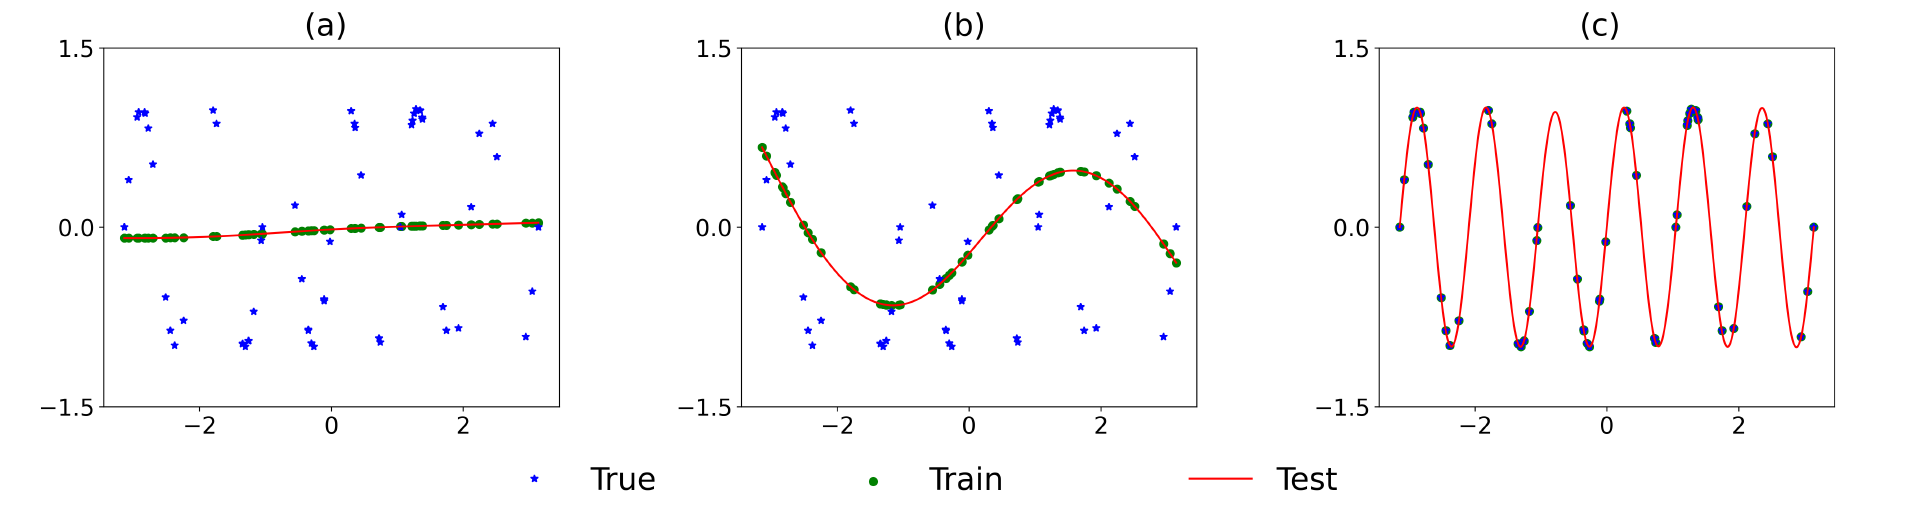 (a) (b) (c)
1.5 1.5 1.5
0.0 0.0 0.0
−1.5 −1.5 −1.5
−2 0 2 −2 0 2 −2 0 2
True Train Test